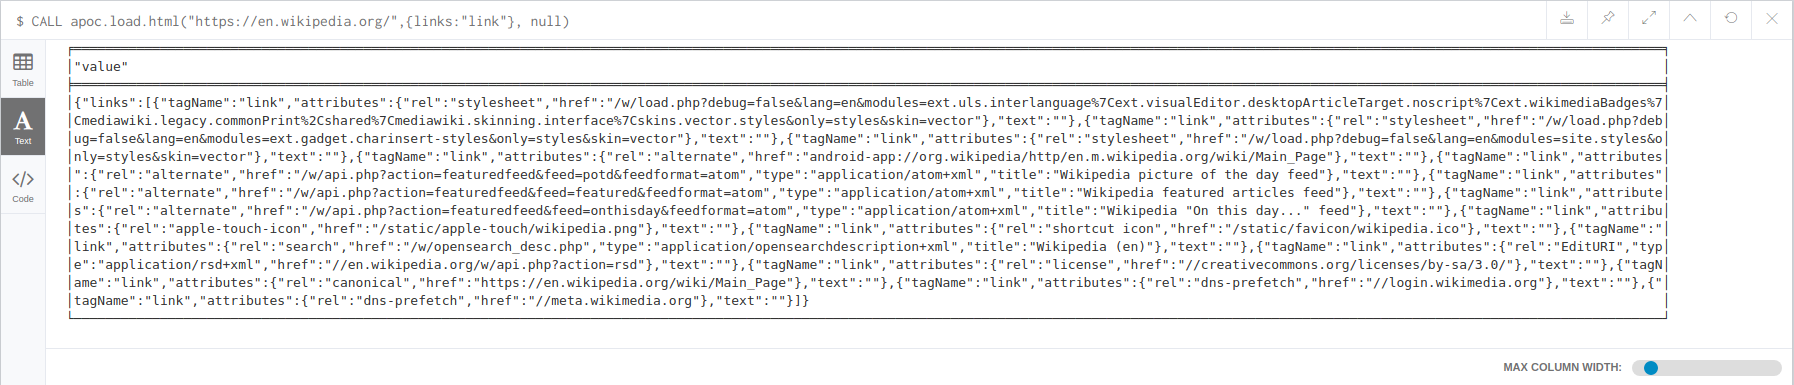 $ CALL apoc.load.html("https://en.wikipedia.org/",{links:"link"}, null)
Table
A
Text
Code
"value"
{"links":[{"tagName":"link","attributes":{"rel":"stylesheet","href":"/w/load.php?debug=false&lang=en&modules=ext.uls.interlanguage%7Cext.visualEditor.desktopArticleTarget.noscript%7Cext.wikimediaBadges%7
Cmediawiki.legacy.commonPrint%2Cshared%7Cmediawiki.skinning.interface%7Cskins.vector.styles&only=styles&skin=vector"},"text":""},{"tagName":"link","attributes":{"rel":"stylesheet","href":"/w/load.php?deb
ug=false&lang=en&modules=ext.gadget.charinsert-styles&only=styles&skin=vector"},"text":""},{"tagName":"link","attributes":{"rel":"stylesheet","href":"/w/load.php?debug=false&lang=en&modules=site.styles&o
nly=styles&skin=vector"},"text":""},{"tagName":"link","attributes":{"rel":"alternate","href":"android-app://org.wikipedia/http/en.m.wikipedia.org/wiki/Main_Page"},"text":""},{"tagName":"link","attributes
":{"rel":"alternate","href":"/w/api.php?action=featuredfeed&feed=potd&feedformat=atom","type":"application/atom+xml","title":"Wikipedia picture of the day feed"},"text":""},{"tagName":"link","attributes"
:{"rel":"alternate","href":"/w/api.php?action=featuredfeed&feed=featured&feedformat=atom","type":"application/atom+xml","title":"Wikipedia featured articles feed"},"text":""},{"tagName":"link","attribute
s":{"rel":"alternate","href":"/w/api.php?action=featuredfeed&feed=onthisday&feedformat=atom","type":"application/atom+xml","title":"Wikipedia "On this day..." feed"},"text":""},{"tagName":"link","attribu
tes":{"rel":"apple-touch-icon","href":"/static/apple-touch/wikipedia.png"},"text":""},{"tagName":"link","attributes":{"rel":"shortcut icon","href":"/static/favicon/wikipedia.ico"},"text":""},{"tagName":"
link","attributes":{"rel":"search","href":"/w/opensearch_desc.php","type":"application/opensearchdescription+xml","title":"Wikipedia (en)"},"text":""},{"tagName":"link","attributes":{"rel":"EditURI","typ
e":"application/rsd+xml","href":"//en.wikipedia.org/w/api.php?action=rsd"},"text":""},{"tagName":"link","attributes":{"rel":"license","href":"//creativecommons.org/licenses/by-sa/3.0/"},"text":""},{"tagN
ame":"link","attributes":{"rel":"canonical","href":"https://en.wikipedia.org/wiki/Main_Page"},"text":""},{"tagName":"link","attributes":{"rel":"dns-prefetch","href":"//login.wikimedia.org"},"text":""},{"
tagName":"link","attributes":{"rel":"dns-prefetch","href":"//meta.wikimedia.org"},"text":""}]}
MAX COLUMN WIDTH: